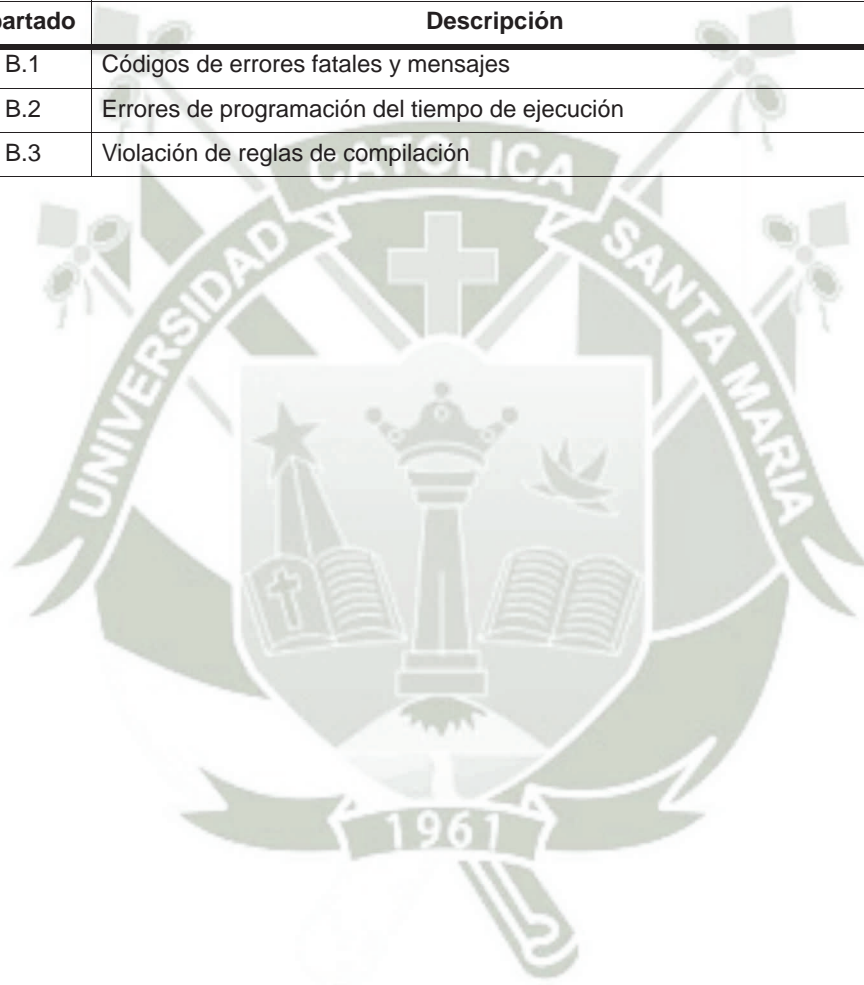 partado Descripción
B.1 Códigos de errores fatales y mensajes
B.2 Errores de programación del tiempo de ejecución
B.3 Violación de reglas de compilación
UNIVERSIDAD CATOLICA SANTA MARIA
1961